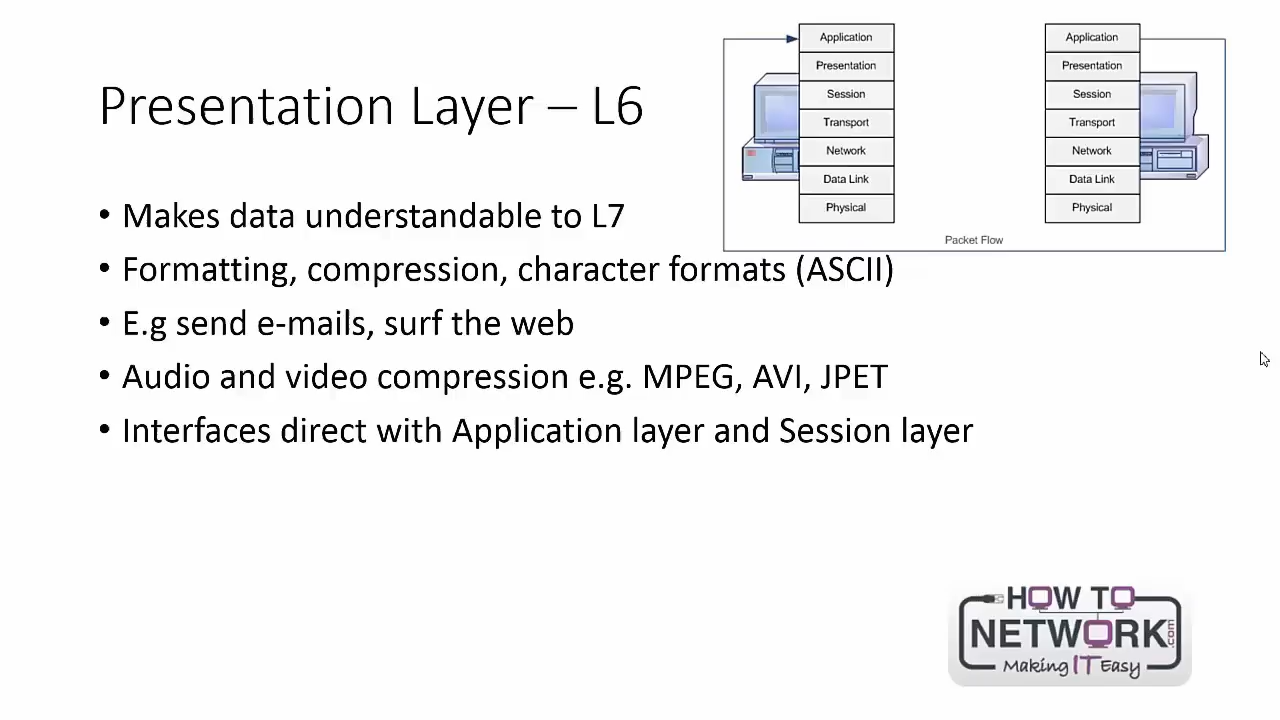 Presentation Layer – L6
• Makes data understandable to L7
• Formatting, compression, character formats (ASCII)
• E.g send e-mails, surf the web
• Audio and video compression e.g. MPEG, AVI, JPET
• Interfaces direct with Application layer and Session layer
Application
Presentation
Session
Transport
Network
Data Link
Physical
Application
Presentation
Session
Transport
Network
Data Link
Physical
Packet Flow
HOW TO
NETWORK.com
Making IT Easy